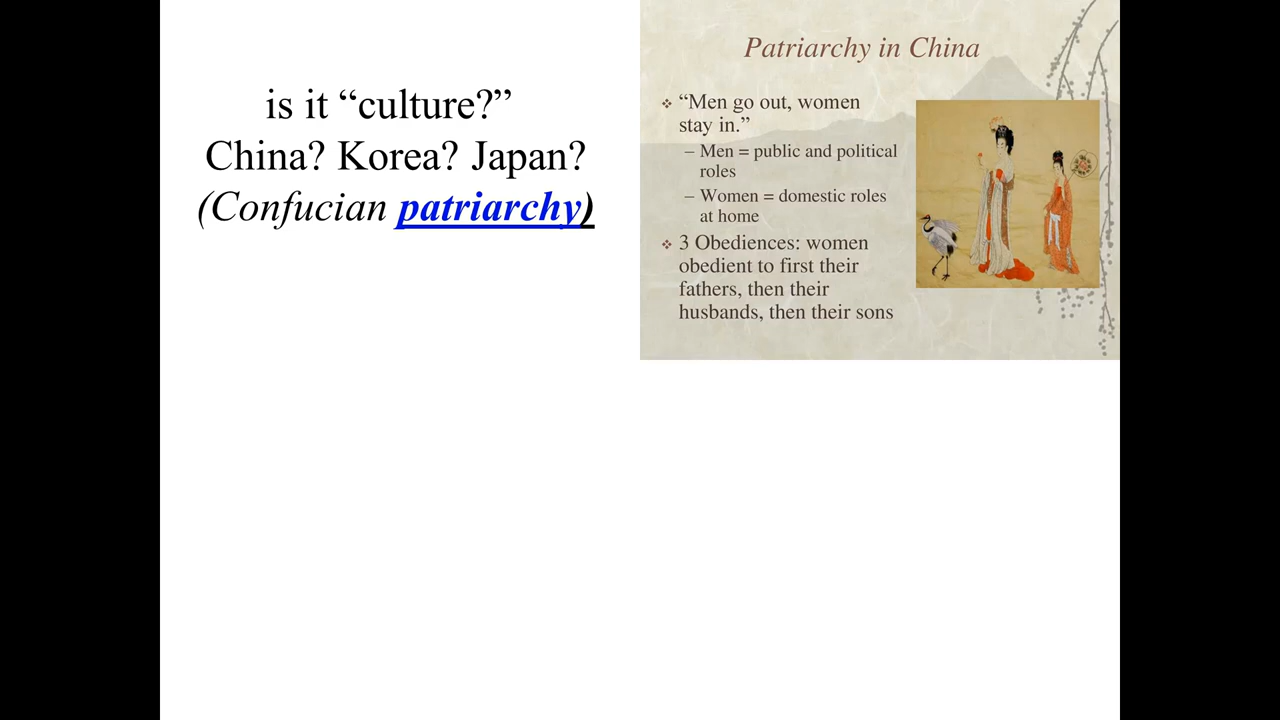 is it “culture?”
China? Korea? Japan?
(Confucian patriarchy)
Patriarchy in China
❖ “Men go out, women
stay in.”
– Men = public and political
roles
– Women = domestic roles
at home
❖ 3 Obediences: women
obedient to first their
fathers, then their
husbands, then their sons